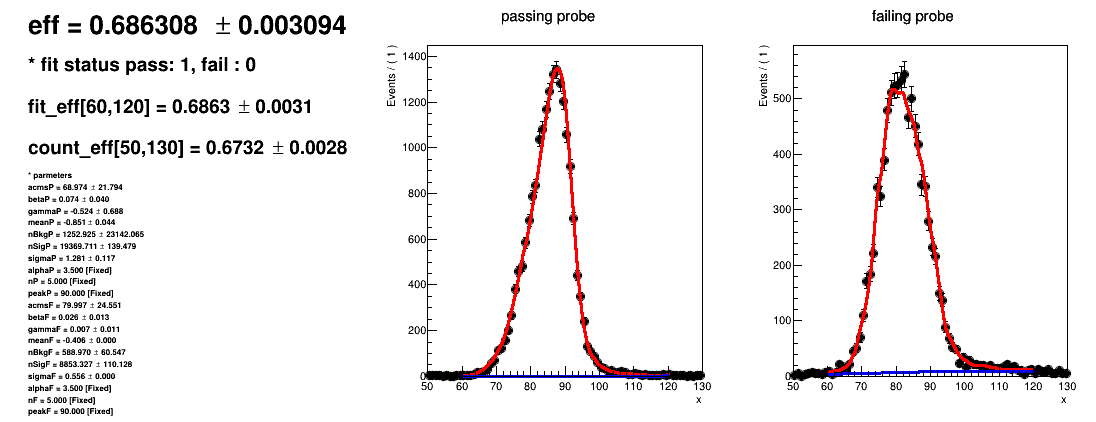 eff = 0.686308 ± 0.003094
* fit status pass: 1, fail : 0
fit_eff[60,120] = 0.6863 ± 0.0031
count_eff[50,130] = 0.6732 ± 0.0028
* parmeters
acmsP = 68.974 ± 21.794
betaP = 0.074 ± 0.040
gammaP = -0.524 ± 0.688
meanP = -0.851 ± 0.044
nBkgP = 1252.925 ± 23142.065
nSigP = 19369.711 ± 139.479
sigmaP = 1.281 ± 0.117
alphaP = 3.500 [Fixed]
nP = 5.000 [Fixed]
peakP = 90.000 [Fixed]
acmsF = 79.997 ± 24.551
betaF = 0.026 ± 0.013
gammaF = 0.007 ± 0.011
meanF = -0.406 ± 0.000
nBkgF = 588.970 ± 60.547
nSigF = 8853.327 ± 110.128
sigmaF = 0.556 ± 0.000
alphaF = 3.500 [Fixed]
nF = 5.000 [Fixed]
peakF = 90.000 [Fixed]
passing probe
Events / ( 1 )
1400
1200
1000
800
600
400
200
0
50 60 70 80 90 100 110 120 130
x
failing probe
Events / ( 1 )
500
400
300
200
100
0
50 60 70 80 90 100 110 120 130
x